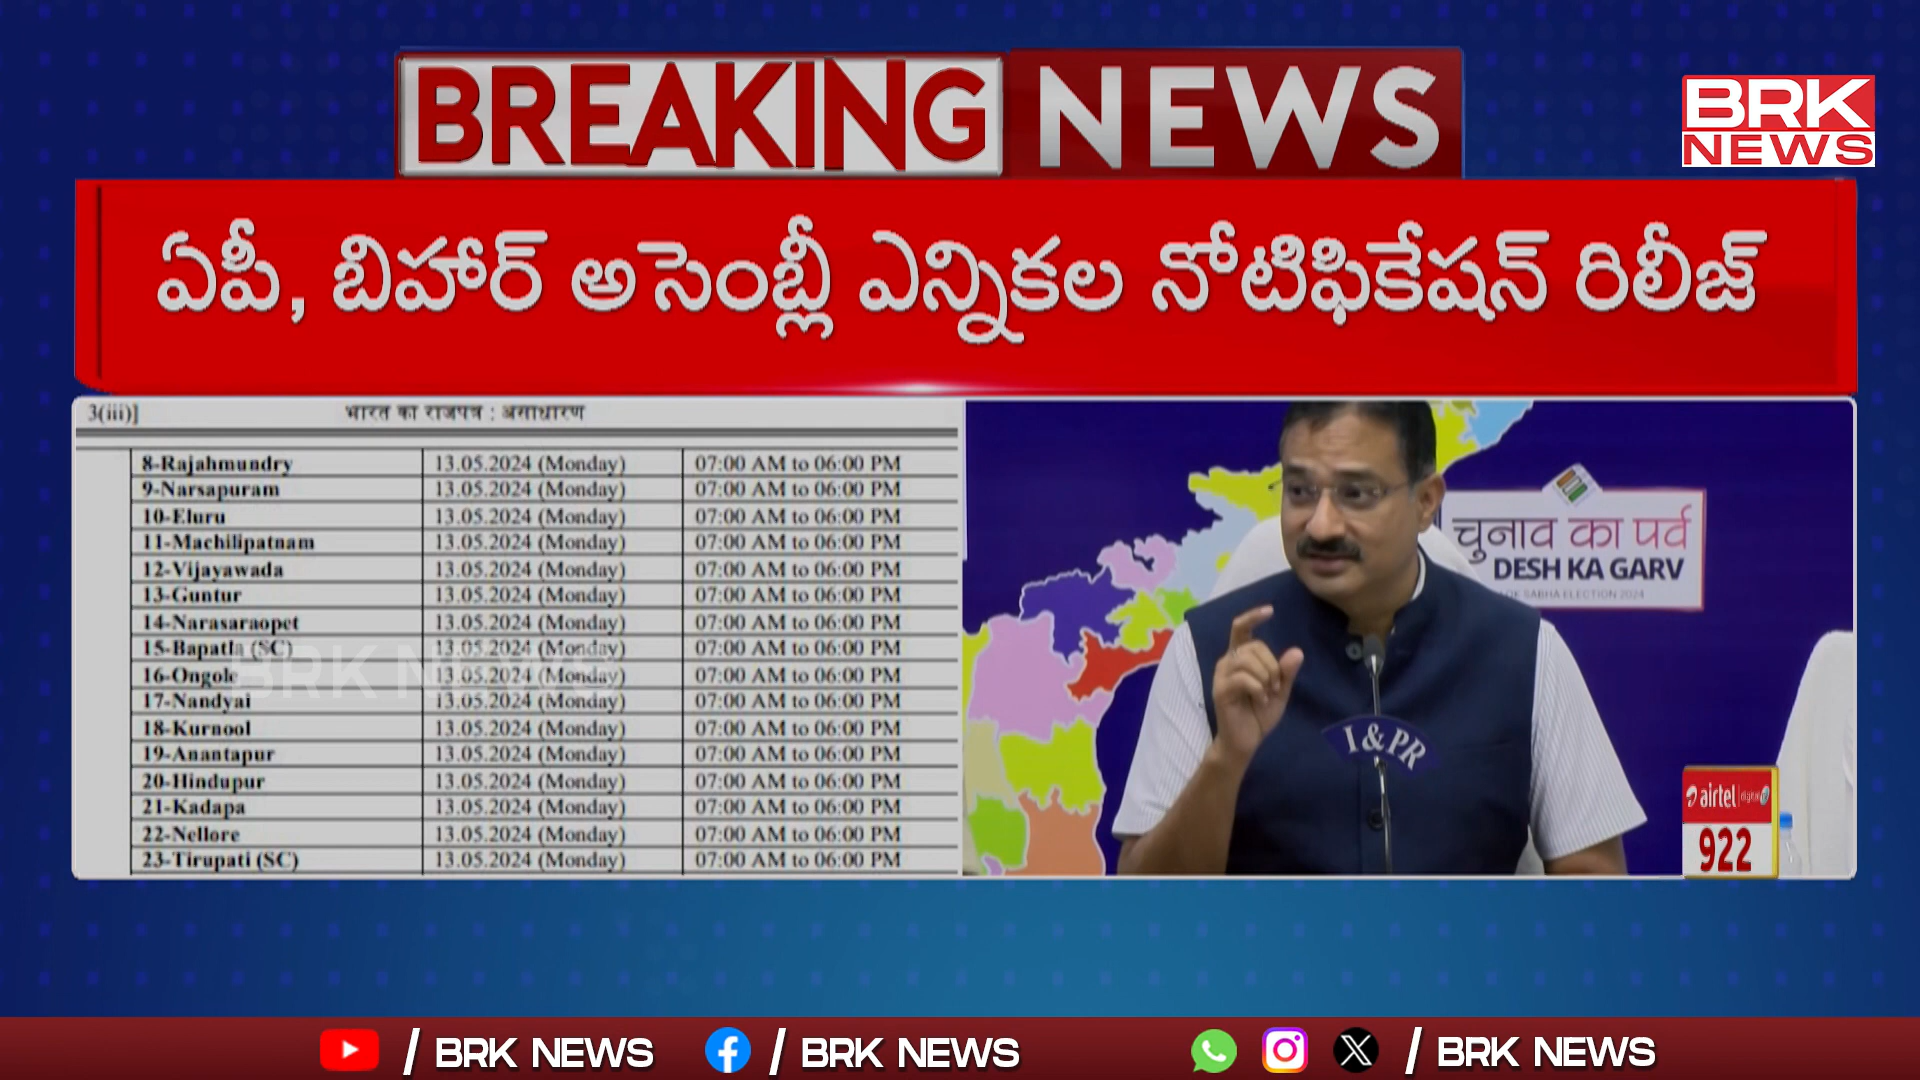 BREAKING NEWS
BRK
NEWS
ఏపీ, బిహార్ అసెంబ్లీ ఎన్నికల నోటిఫికేషన్ రిలీజ్
3(iii)] भारत का राजपत्र : असाधारण
8-Rajahmundry 13.05.2024 (Monday) 07:00 AM to 06:00 PM
9-Narsapuram 13.05.2024 (Monday) 07:00 AM to 06:00 PM
10-Eluru 13.05.2024 (Monday) 07:00 AM to 06:00 PM
11-Machilipatnam 13.05.2024 (Monday) 07:00 AM to 06:00 PM
12-Vijayawada 13.05.2024 (Monday) 07:00 AM to 06:00 PM
13-Guntur 13.05.2024 (Monday) 07:00 AM to 06:00 PM
14-Narasaraopet 13.05.2024 (Monday) 07:00 AM to 06:00 PM
15-Bapatla (SC) 13.05.2024 (Monday) 07:00 AM to 06:00 PM
16-Ongole 13.05.2024 (Monday) 07:00 AM to 06:00 PM
17-Nandyal 13.05.2024 (Monday) 07:00 AM to 06:00 PM
18-Kurnool 13.05.2024 (Monday) 07:00 AM to 06:00 PM
19-Anantapur 13.05.2024 (Monday) 07:00 AM to 06:00 PM
20-Hindupur 13.05.2024 (Monday) 07:00 AM to 06:00 PM
21-Kadapa 13.05.2024 (Monday) 07:00 AM to 06:00 PM
22-Nellore 13.05.2024 (Monday) 07:00 AM to 06:00 PM
23-Tirupati (SC) 13.05.2024 (Monday) 07:00 AM to 06:00 PM
BRK NEWS
चुनाव का पर्व
DESH KA GARV
SABHA ELECTION 2024
I&PR
airtel digital
922
/ BRK NEWS / BRK NEWS / BRK NEWS